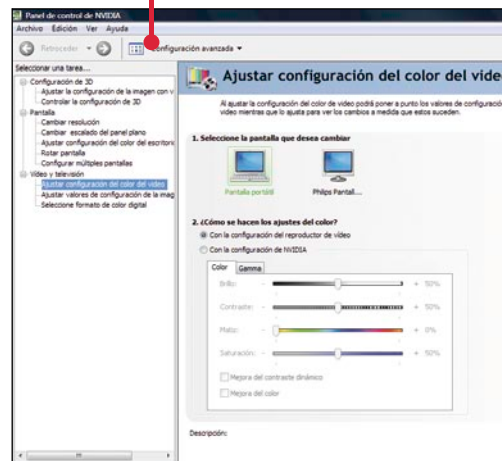 Panel de control de NVIDIA
Archivo Edición Ver Ayuda
Retroceder
Configuración avanzada
Seleccionar una tarea...
Configuración de 3D
Ajustar la configuración de la imagen con v
Controlar la configuración de 3D
Pantalla
Cambiar resolución
Cambiar escalado del panel plano
Ajustar configuración del color del escritorio
Rotar pantalla
Configurar múltiples pantallas
Vídeo y televisión
Ajustar configuración del color del vídeo
Ajustar valores de configuración de la imag
Seleccione formato de color digital
Ajustar configuración del color del víde
Al ajustar la configuración del color de vídeo podrá poner a punto los valores de configuració
vídeo mientras que lo ajusta para ver los cambios a medida que estos suceden.
1. Seleccione la pantalla que desea cambiar
Pantalla portátil
Philips Pantall...
2. ¿Cómo se hacen los ajustes del color?
Con la configuración del reproductor de vídeo
Con la configuración de NVIDIA
Color Gamma
Brillo: - + 50%
Contraste: - + 50%
Matiz: - + 0%
Saturación: - + 50%
Mejora del contraste dinámico
Mejora del color
Descripción: